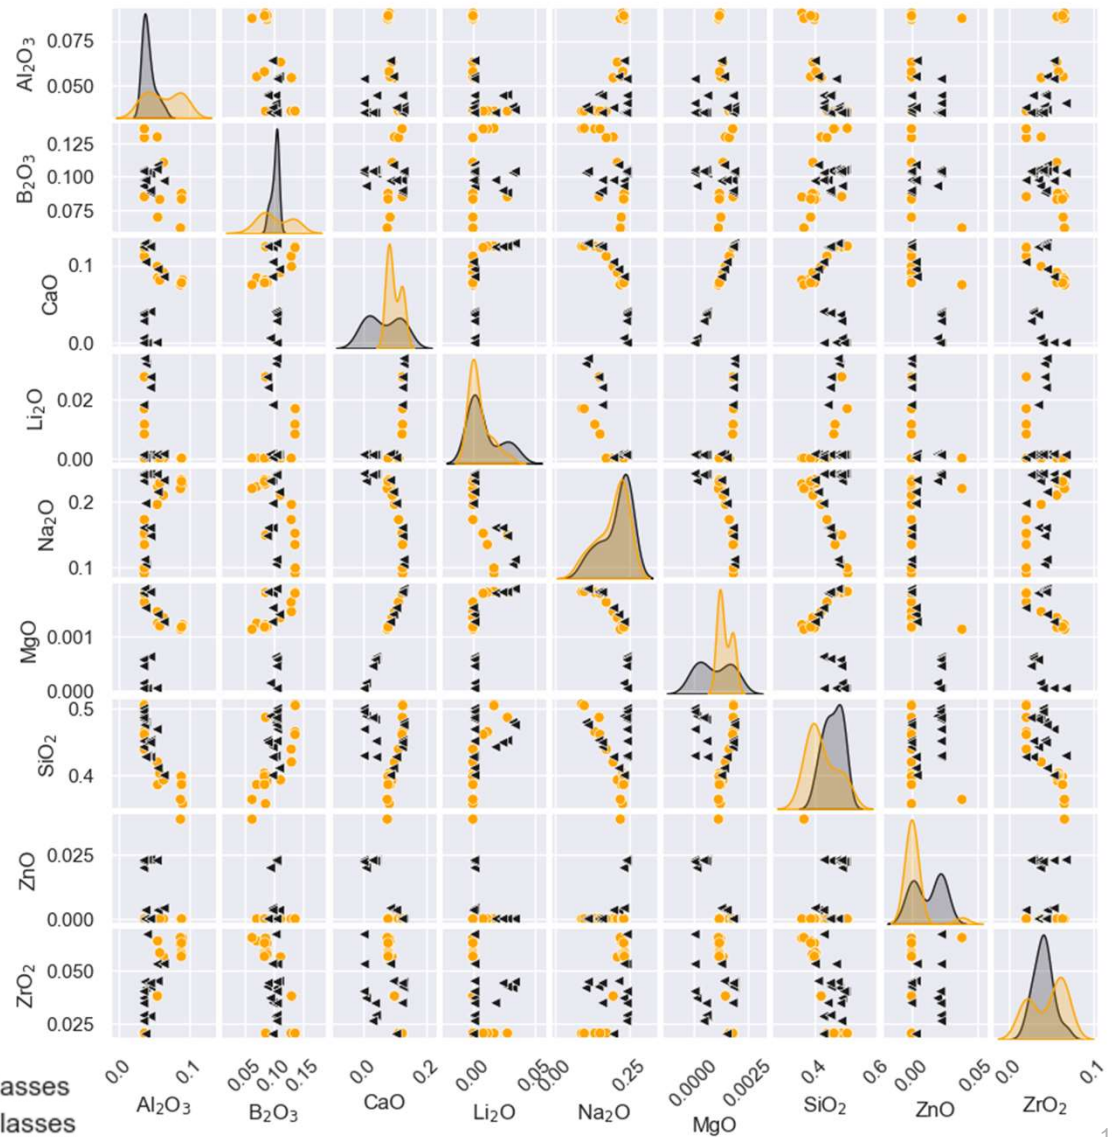 Al₂O₃ 0.075
0.050
B₂O₃ 0.125
0.100
0.075
CaO 0.1
0.0
Li₂O 0.02
0.00
Na₂O 0.2
0.1
MgO 0.001
0.000
SiO₂ 0.5
0.4
ZnO 0.025
0.000
ZrO₂ 0.050
0.025
0.0 0.1 0.05 0.10 0.15 0.0 0.2 0.00 0.05 0.00 0.25 0.0000 0.0025 0.4 0.6 0.00 0.05 0.0 0.1
asses Al₂O₃ B₂O₃ CaO Li₂O Na₂O MgO SiO₂ ZnO ZrO₂
lasses
1